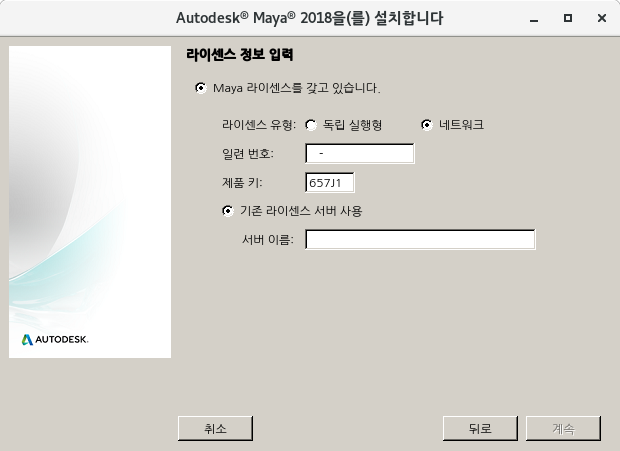 Autodesk® Maya® 2018을(를) 설치합니다
라이센스 정보 입력
Maya 라이센스를 갖고 있습니다.
라이센스 유형: 독립 실행형 네트워크
일련 번호: -
제품 키: 657J1
기존 라이센스 서버 사용
서버 이름:
AUTODESK.
취소 뒤로 계속